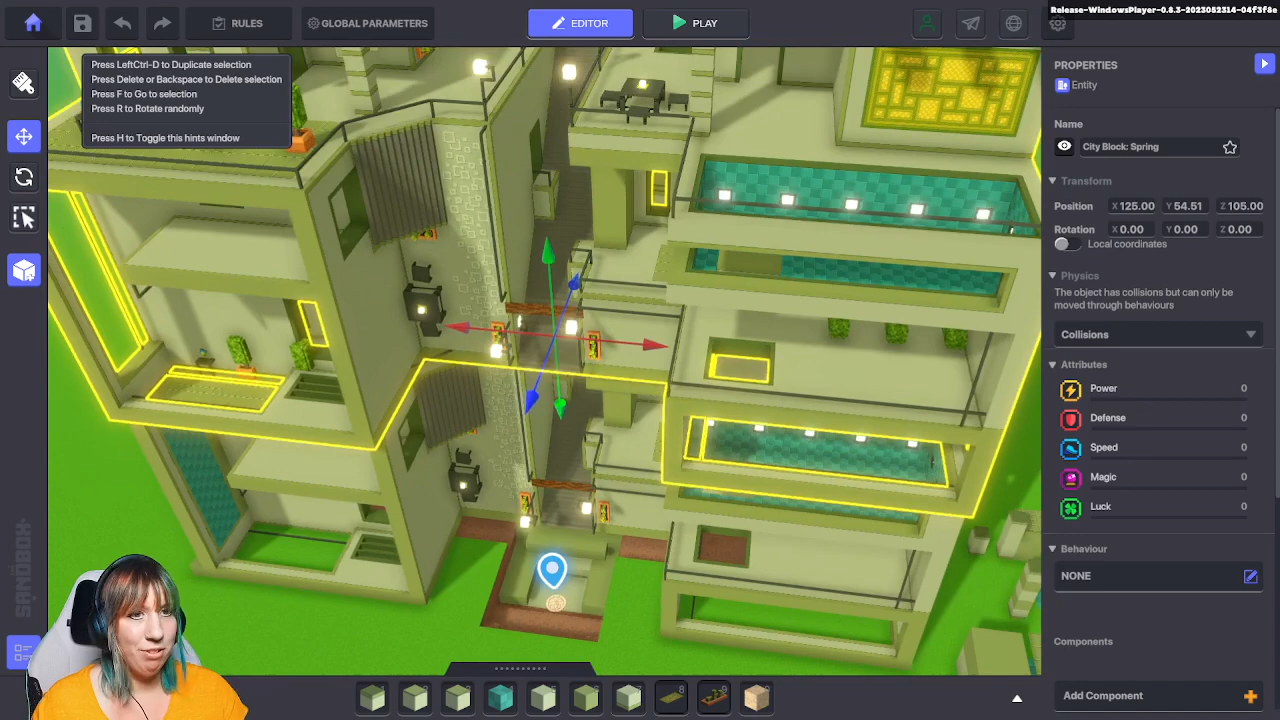 Release-WindowsPlayer-0.8.3-2023052314-04f3f8c
RULES
GLOBAL PARAMETERS
EDITOR
PLAY
Press LeftCtrl-D to Duplicate selection
Press Delete or Backspace to Delete selection
Press F to Go to selection
Press R to Rotate randomly
Press H to Toggle this hints window
PROPERTIES
Entity
Name
City Block: Spring
Transform
Position X 125.00 Y 54.51 Z 105.00
Rotation X 0.00 Y 0.00 Z 0.00
Local coordinates
Physics
The object has collisions but can only be
moved through behaviours
Collisions
Attributes
Power 0
Defense 0
Speed 0
Magic 0
Luck 0
Behaviour
NONE
Components
Add Component
SANDBOX
8
9